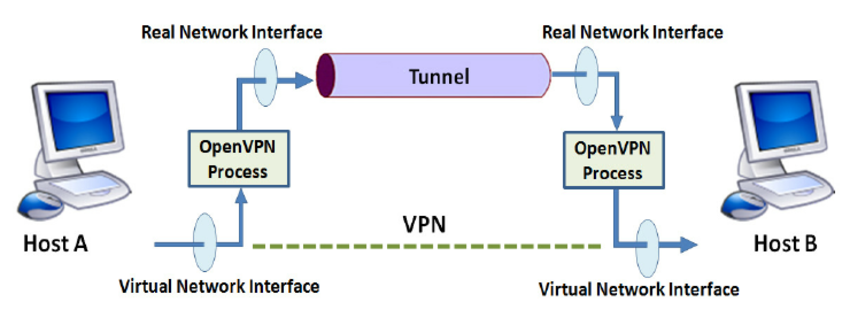 Real Network Interface
Real Network Interface
Tunnel
OpenVPN
Process
OpenVPN
Process
VPN
Host A
Host B
Virtual Network Interface
Virtual Network Interface